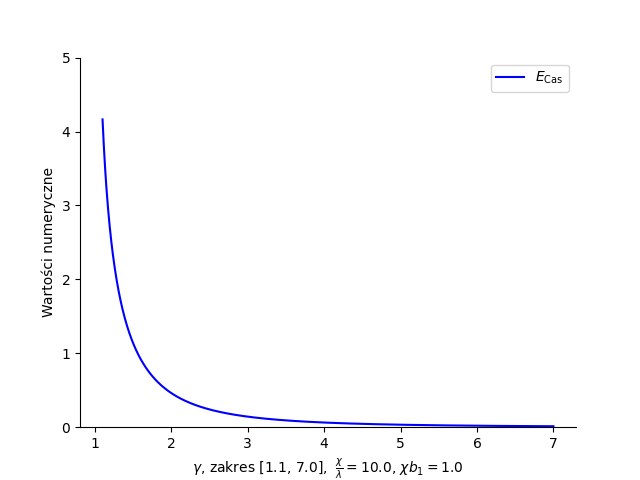 E_Cas
Wartości numeryczne
5
4
3
2
1
0
1 2 3 4 5 6 7
γ, zakres [1.1, 7.0], χ/λ = 10.0, χb₁ = 1.0